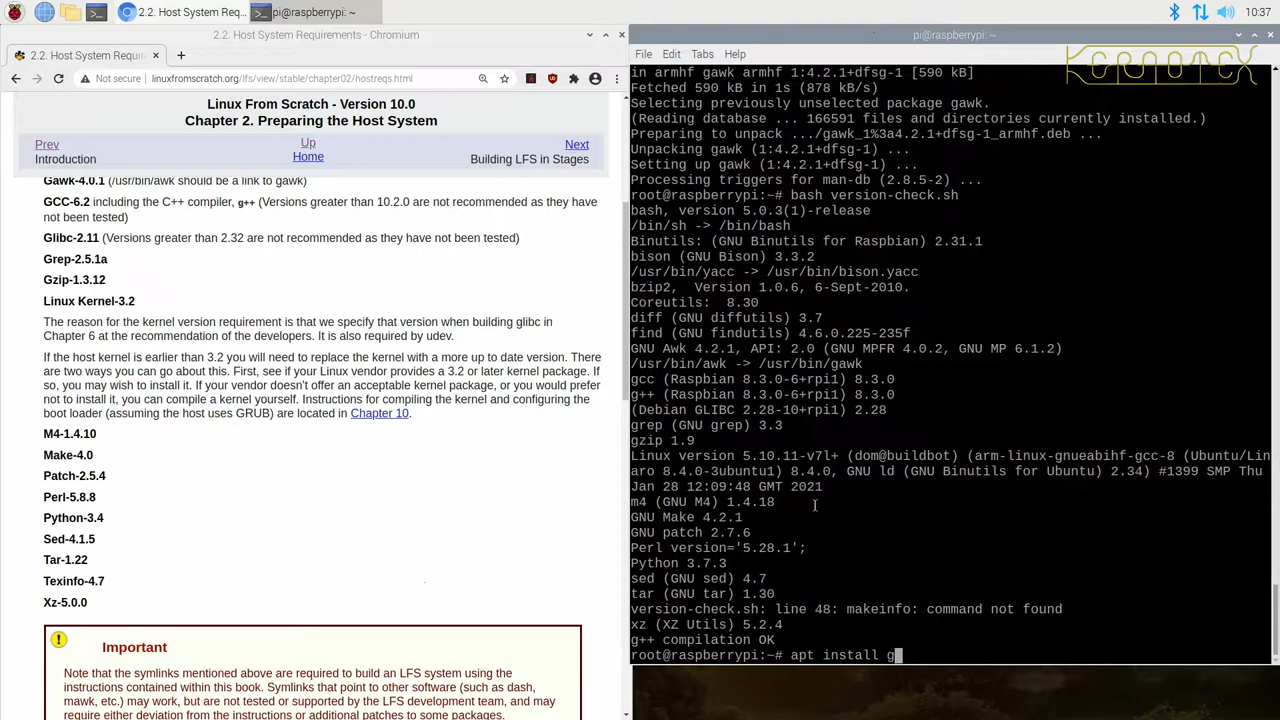 2.2. Host System Req...
pi@raspberrypi: ~
10:37
2.2. Host System Requirements - Chromium
2.2. Host System Requirem
Not secure
linuxfromscratch.org/lfs/view/stable/chapter02/hostreqs.html
Linux From Scratch - Version 10.0
Chapter 2. Preparing the Host System
Prev
Up
Next
Introduction
Home
Building LFS in Stages
Gawk-4.0.1 (/usr/bin/awk should be a link to gawk)
GCC-6.2 including the C++ compiler, g++ (Versions greater than 10.2.0 are not recommended as they have
not been tested)
Glibc-2.11 (Versions greater than 2.32 are not recommended as they have not been tested)
Grep-2.5.1a
Gzip-1.3.12
Linux Kernel-3.2
The reason for the kernel version requirement is that we specify that version when building glibc in
Chapter 6 at the recommendation of the developers. It is also required by udev.
If the host kernel is earlier than 3.2 you will need to replace the kernel with a more up to date version. There
are two ways you can go about this. First, see if your Linux vendor provides a 3.2 or later kernel package. If
so, you may wish to install it. If your vendor doesn't offer an acceptable kernel package, or you would prefer
not to install it, you can compile a kernel yourself. Instructions for compiling the kernel and configuring the
boot loader (assuming the host uses GRUB) are located in Chapter 10.
M4-1.4.10
Make-4.0
Patch-2.5.4
Perl-5.8.8
Python-3.4
Sed-4.1.5
Tar-1.22
Texinfo-4.7
Xz-5.0.0
Important
Note that the symlinks mentioned above are required to build an LFS system using the
instructions contained within this book. Symlinks that point to other software (such as dash,
mawk, etc.) may work, but are not tested or supported by the LFS development team, and may
require either deviation from the instructions or additional patches to some packages.
pi@raspberrypi: ~
File Edit Tabs Help
in armhf gawk armhf 1:4.2.1+dfsg-1 [590 kB]
Fetched 590 kB in 1s (878 kB/s)
Selecting previously unselected package gawk.
(Reading database ... 166591 files and directories currently installed.)
Preparing to unpack .../gawk_1%3a4.2.1+dfsg-1_armhf.deb ...
Unpacking gawk (1:4.2.1+dfsg-1) ...
Setting up gawk (1:4.2.1+dfsg-1) ...
Processing triggers for man-db (2.8.5-2) ...
root@raspberrypi:~# bash version-check.sh
bash, version 5.0.3(1)-release
/bin/sh -> /bin/bash
Binutils: (GNU Binutils for Raspbian) 2.31.1
bison (GNU Bison) 3.3.2
/usr/bin/yacc -> /usr/bin/bison.yacc
bzip2,  Version 1.0.6, 6-Sept-2010.
Coreutils:  8.30
diff (GNU diffutils) 3.7
find (GNU findutils) 4.6.0.225-235f
GNU Awk 4.2.1, API: 2.0 (GNU MPFR 4.0.2, GNU MP 6.1.2)
/usr/bin/awk -> /usr/bin/gawk
gcc (Raspbian 8.3.0-6+rpi1) 8.3.0
g++ (Raspbian 8.3.0-6+rpi1) 8.3.0
(Debian GLIBC 2.28-10+rpi1) 2.28
grep (GNU grep) 3.3
gzip 1.9
Linux version 5.10.11-v7l+ (dom@buildbot) (arm-linux-gnueabihf-gcc-8 (Ubuntu/Lin
aro 8.4.0-3ubuntu1) 8.4.0, GNU ld (GNU Binutils for Ubuntu) 2.34) #1399 SMP Thu
Jan 28 12:09:48 GMT 2021
m4 (GNU M4) 1.4.18
GNU Make 4.2.1
GNU patch 2.7.6
Perl version='5.28.1';
Python 3.7.3
sed (GNU sed) 4.7
tar (GNU tar) 1.30
version-check.sh: line 48: makeinfo: command not found
xz (XZ Utils) 5.2.4
g++ compilation OK
root@raspberrypi:~# apt install g